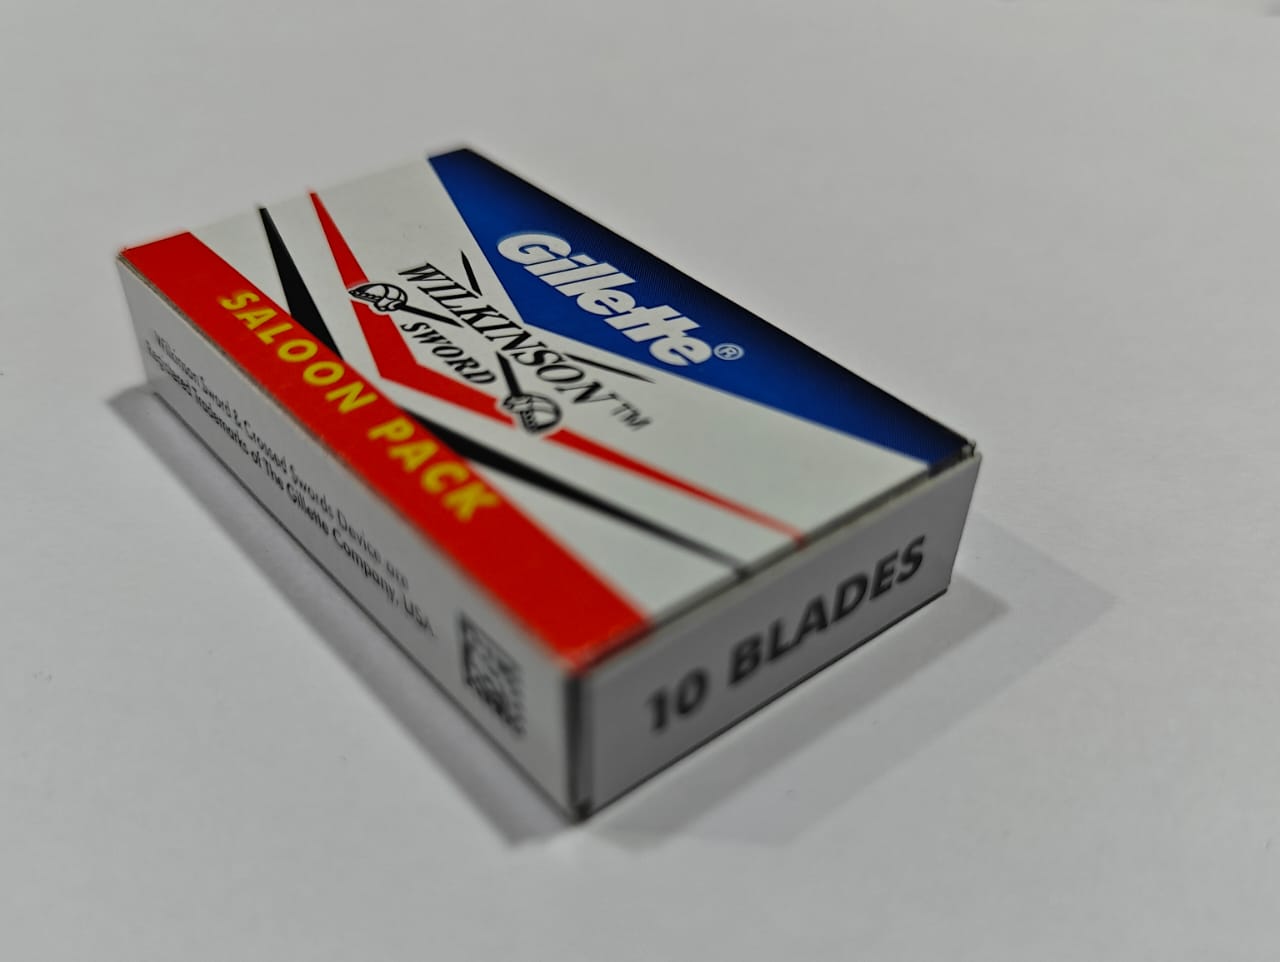 Gillette®
WILKINSON™
SWORD
SALOON PACK
Wilkinson Sword & Crossed Swords Device are
Registered Trademarks of The Gillette Company, USA
10 BLADES